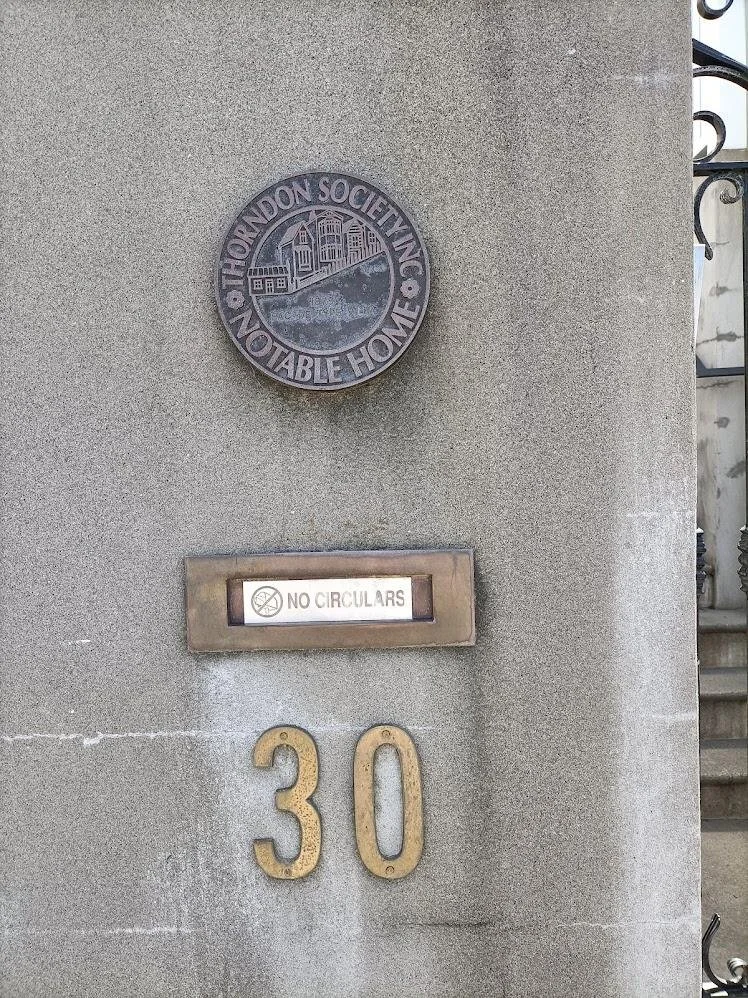 THORNDON SOCIETY INC
NOTABLE HOME
NO CIRCULARS
30